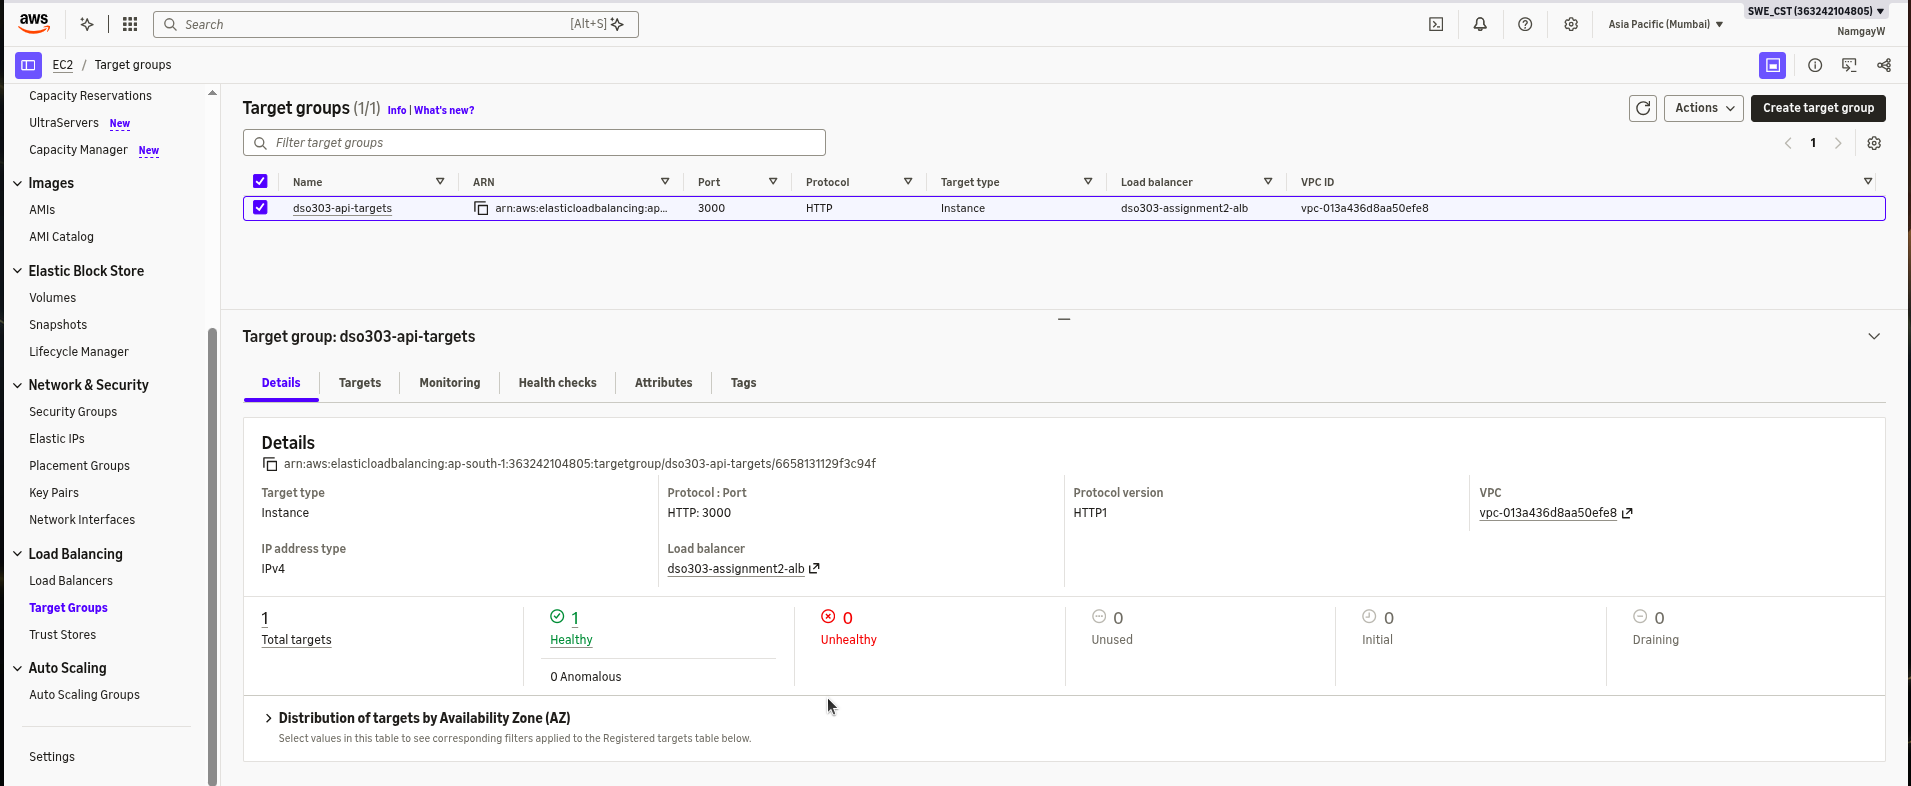 SWE_CST (363242104805)
aws
Search
[Alt+S]
Asia Pacific (Mumbai)
NamgayW
EC2 / Target groups
Capacity Reservations
UltraServers New
Capacity Manager New
Images
AMIs
AMI Catalog
Elastic Block Store
Volumes
Snapshots
Lifecycle Manager
Network & Security
Security Groups
Elastic IPs
Placement Groups
Key Pairs
Network Interfaces
Load Balancing
Load Balancers
Target Groups
Trust Stores
Auto Scaling
Auto Scaling Groups
Settings
Target groups (1/1) Info | What's new?
Actions
Create target group
Filter target groups
1
Name ARN Port Protocol Target type Load balancer VPC ID
dso303-api-targets arn:aws:elasticloadbalancing:ap... 3000 HTTP Instance dso303-assignment2-alb vpc-013a436d8aa50efe8
Target group: dso303-api-targets
Details Targets Monitoring Health checks Attributes Tags
Details
arn:aws:elasticloadbalancing:ap-south-1:363242104805:targetgroup/dso303-api-targets/6658131129f3c94f
Target type Protocol : Port Protocol version VPC
Instance HTTP: 3000 HTTP1 vpc-013a436d8aa50efe8
IP address type Load balancer
IPv4 dso303-assignment2-alb
1 1 0 0 0 0
Total targets Healthy Unhealthy Unused Initial Draining
0 Anomalous
Distribution of targets by Availability Zone (AZ)
Select values in this table to see corresponding filters applied to the Registered targets table below.